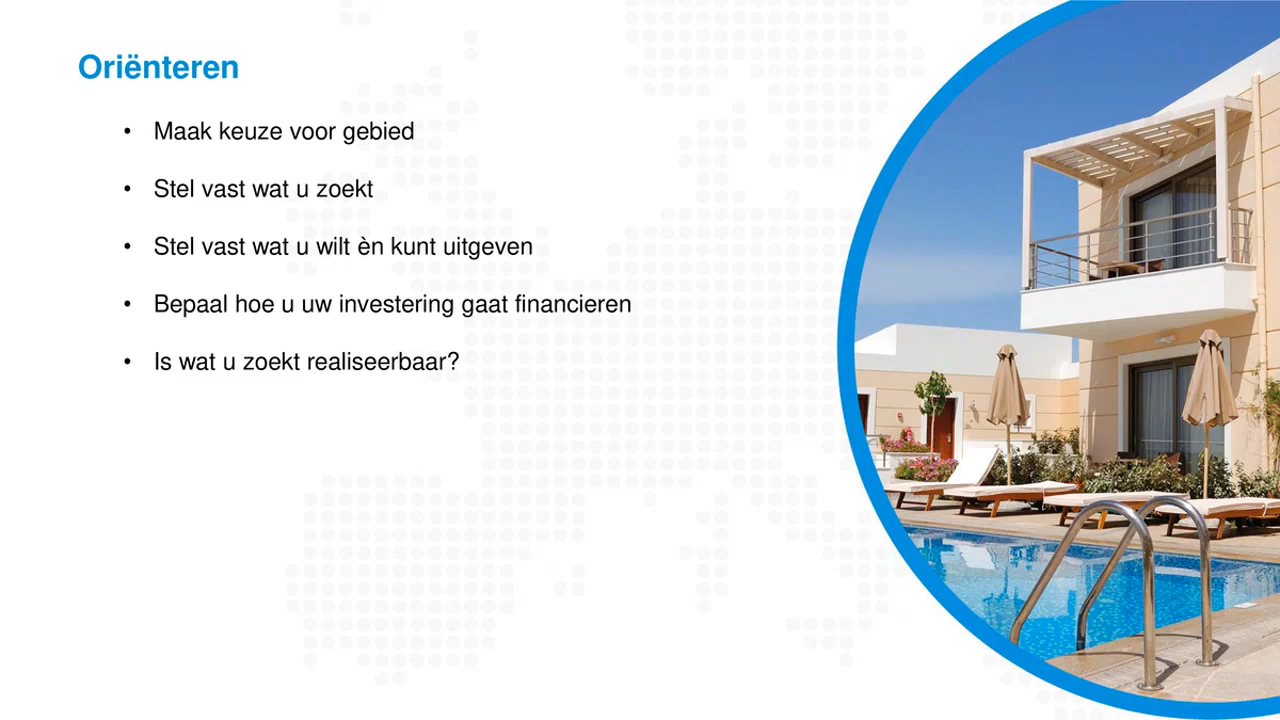 Oriënteren
• Maak keuze voor gebied
• Stel vast wat u zoekt
• Stel vast wat u wilt èn kunt uitgeven
• Bepaal hoe u uw investering gaat financieren
• Is wat u zoekt realiseerbaar?